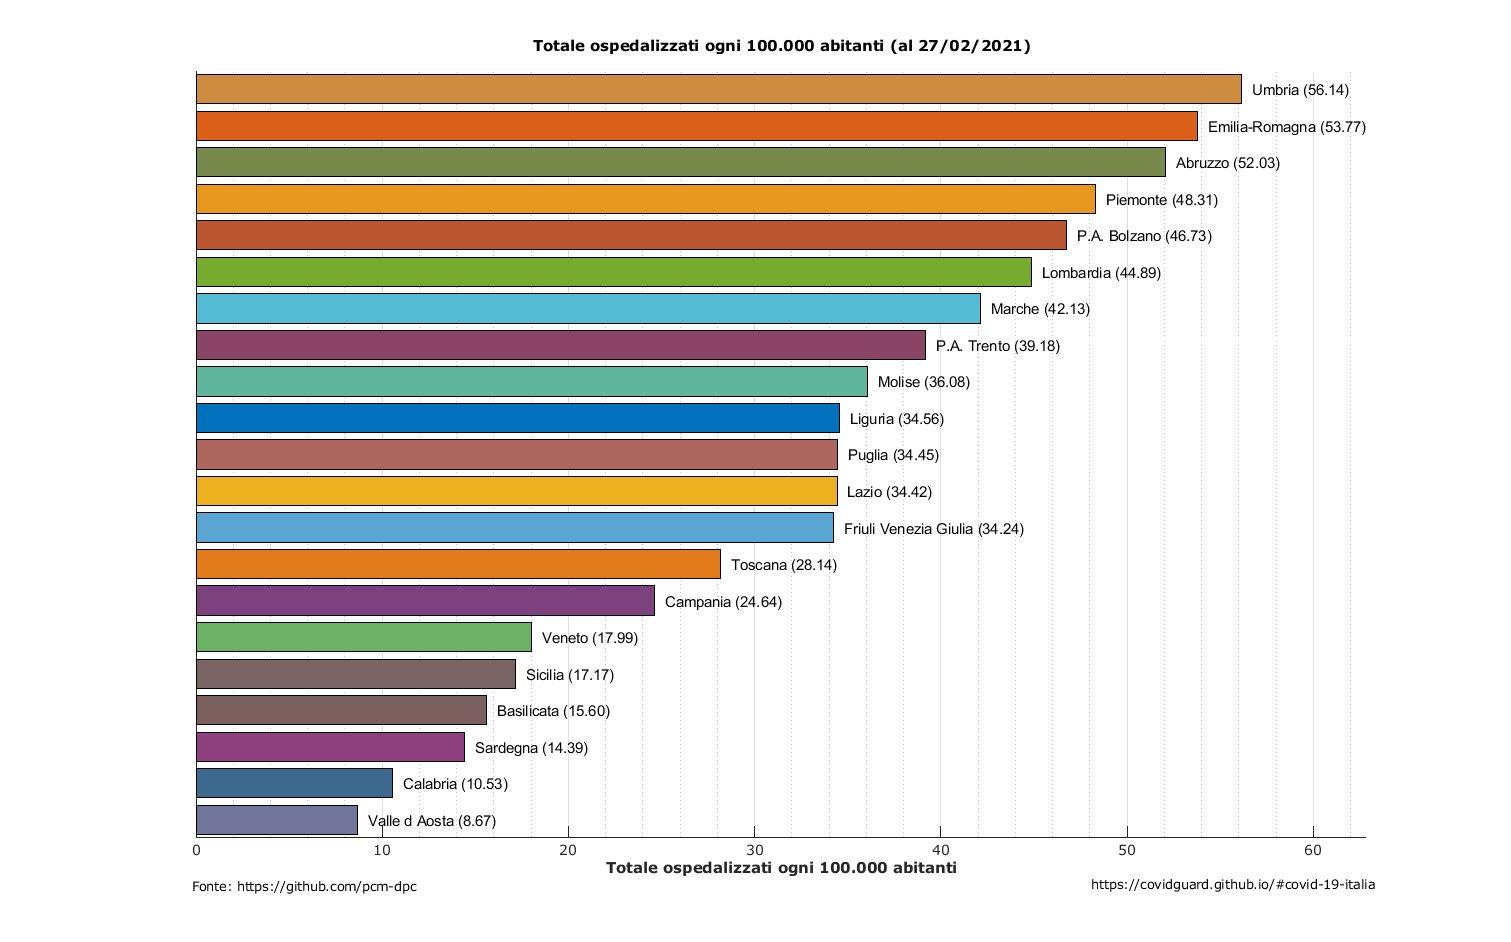 Totale ospedalizzati ogni 100.000 abitanti (al 27/02/2021)
Umbria (56.14)
Emilia-Romagna (53.77)
Abruzzo (52.03)
Piemonte (48.31)
P.A. Bolzano (46.73)
Lombardia (44.89)
Marche (42.13)
P.A. Trento (39.18)
Molise (36.08)
Liguria (34.56)
Puglia (34.45)
Lazio (34.42)
Friuli Venezia Giulia (34.24)
Toscana (28.14)
Campania (24.64)
Veneto (17.99)
Sicilia (17.17)
Basilicata (15.60)
Sardegna (14.39)
Calabria (10.53)
Valle d Aosta (8.67)
0 10 20 30 40 50 60
Totale ospedalizzati ogni 100.000 abitanti
Fonte: https://github.com/pcm-dpc
https://covidguard.github.io/#covid-19-italia